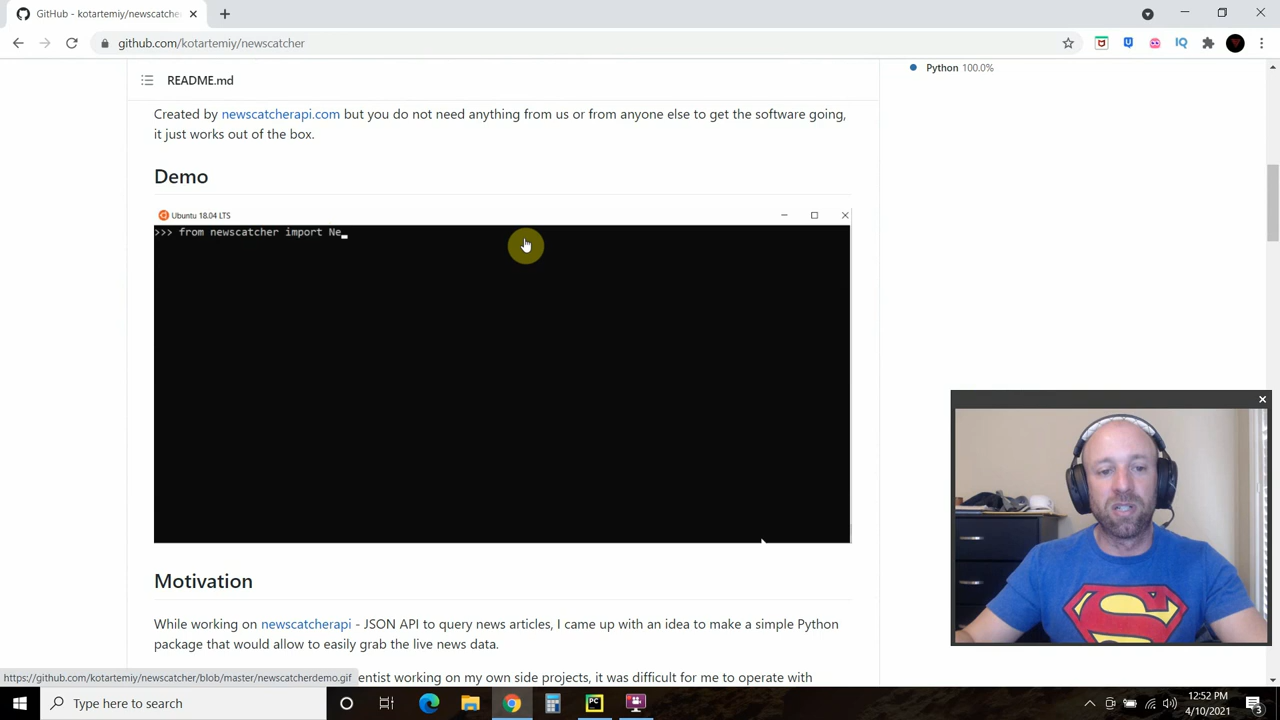 GitHub - kotartemiy/newscatche
github.com/kotartemiy/newscatcher
README.md
Python 100.0%
Created by newscatcherapi.com but you do not need anything from us or from anyone else to get the software going,
it just works out of the box.
Demo
Ubuntu 18.04 LTS
>>> from newscatcher import Ne_
Motivation
While working on newscatcherapi - JSON API to query news articles, I came up with an idea to make a simple Python
package that would allow to easily grab the live news data.
https://github.com/kotartemiy/newscatcher/blob/master/newscatcherdemo.gif
entist working on my own side projects, it was difficult for me to operate with
Type here to search
12:52 PM
4/10/2021
3
IQ
PC
S